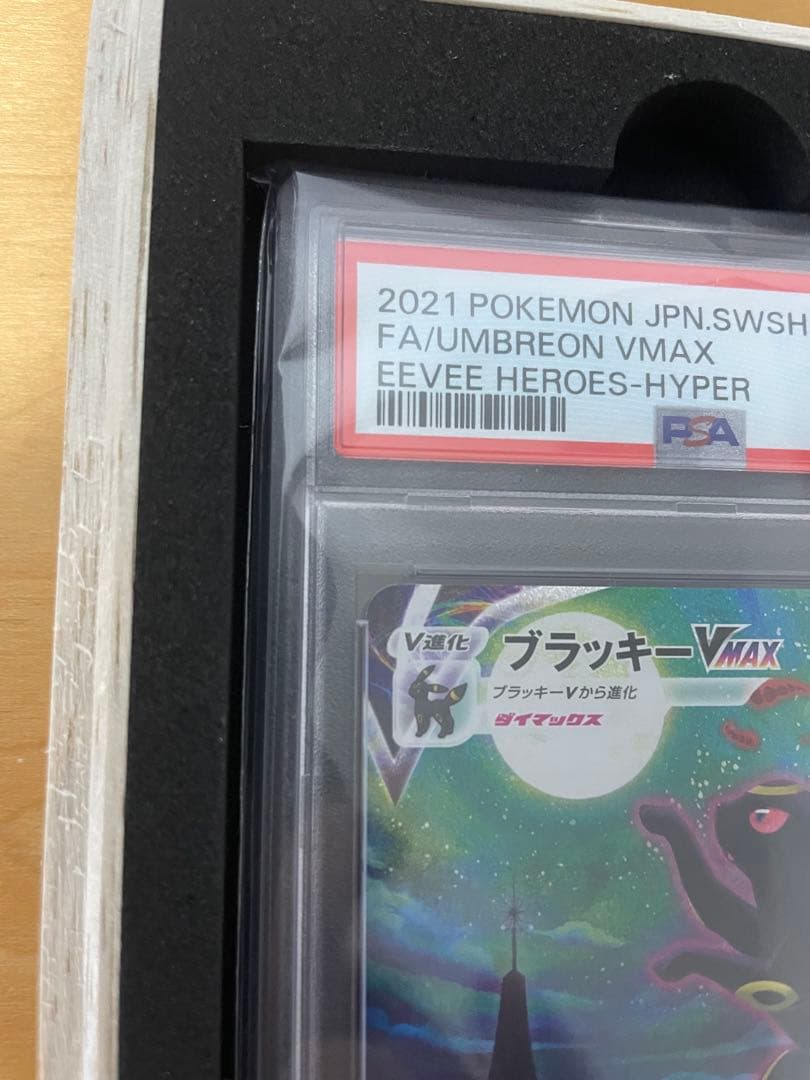 2021 POKEMON JPN.SWSH
FA/UMBREON VMAX
EEVEE HEROES-HYPER
PSA
V進化
ブラッキーVMAX
ブラッキーVから進化
ダイマックス